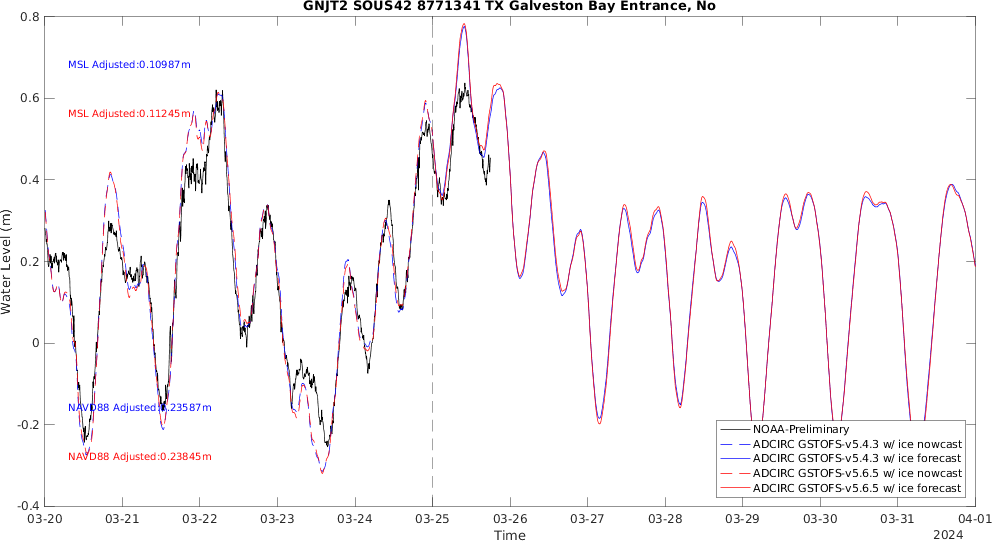 GNJT2 SOUS42 8771341 TX Galveston Bay Entrance, No
Water Level (m)
0.8
0.6
0.4
0.2
0
-0.2
-0.4
MSL Adjusted:0.10987m
MSL Adjusted:0.11245m
NAVD88 Adjusted:0.23587m
NAVD88 Adjusted:0.23845m
NOAA-Preliminary
ADCIRC GSTOFS-v5.4.3 w/ ice nowcast
ADCIRC GSTOFS-v5.4.3 w/ ice forecast
ADCIRC GSTOFS-v5.6.5 w/ ice nowcast
ADCIRC GSTOFS-v5.6.5 w/ ice forecast
03-20 03-21 03-22 03-23 03-24 03-25 03-26 03-27 03-28 03-29 03-30 03-31 04-01
Time
2024